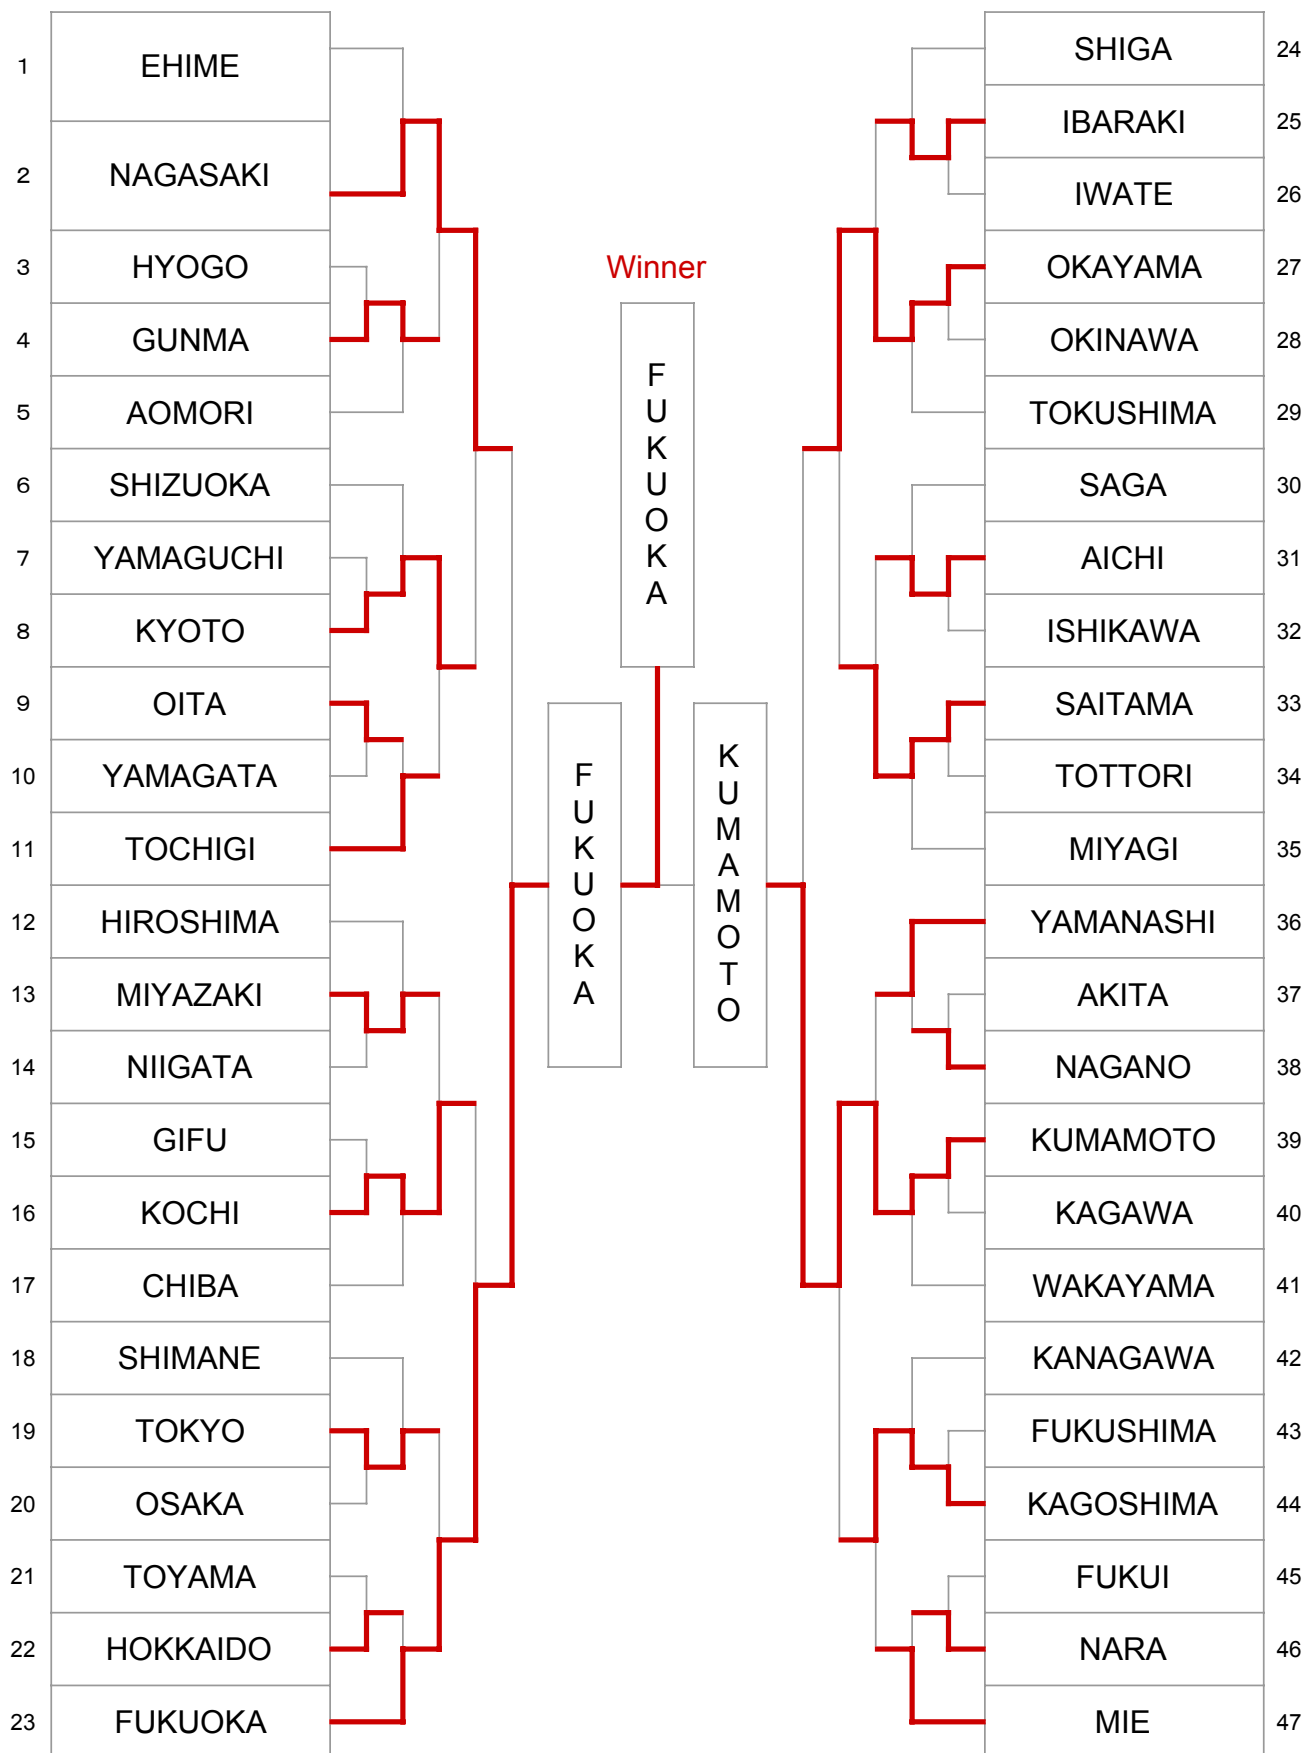 1 EHIME
2 NAGASAKI
3 HYOGO
4 GUNMA
5 AOMORI
6 SHIZUOKA
7 YAMAGUCHI
8 KYOTO
9 OITA
10 YAMAGATA
11 TOCHIGI
12 HIROSHIMA
13 MIYAZAKI
14 NIIGATA
15 GIFU
16 KOCHI
17 CHIBA
18 SHIMANE
19 TOKYO
20 OSAKA
21 TOYAMA
22 HOKKAIDO
23 FUKUOKA
Winner
FUKUOKA
FUKUOKA
KUMAMOTO
SHIGA 24
IBARAKI 25
IWATE 26
OKAYAMA 27
OKINAWA 28
TOKUSHIMA 29
SAGA 30
AICHI 31
ISHIKAWA 32
SAITAMA 33
TOTTORI 34
MIYAGI 35
YAMANASHI 36
AKITA 37
NAGANO 38
KUMAMOTO 39
KAGAWA 40
WAKAYAMA 41
KANAGAWA 42
FUKUSHIMA 43
KAGOSHIMA 44
FUKUI 45
NARA 46
MIE 47